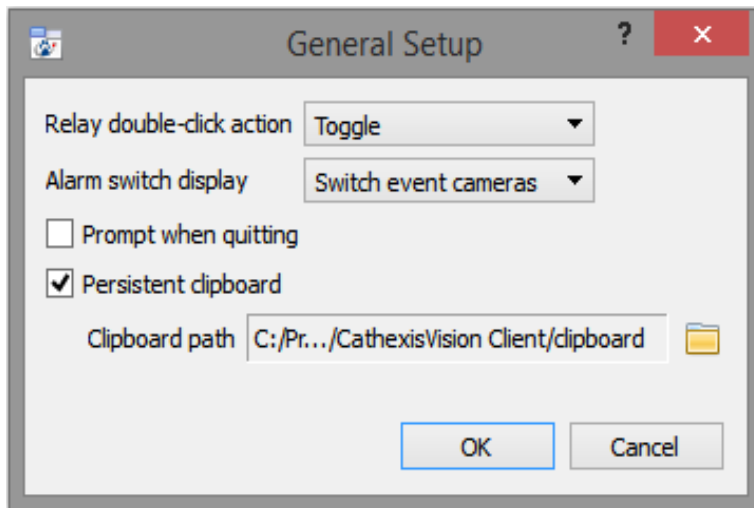 General Setup ?
Relay double-click action Toggle
Alarm switch display Switch event cameras
Prompt when quitting
Persistent clipboard
Clipboard path C:/Pr.../CathexisVision Client/clipboard
OK Cancel